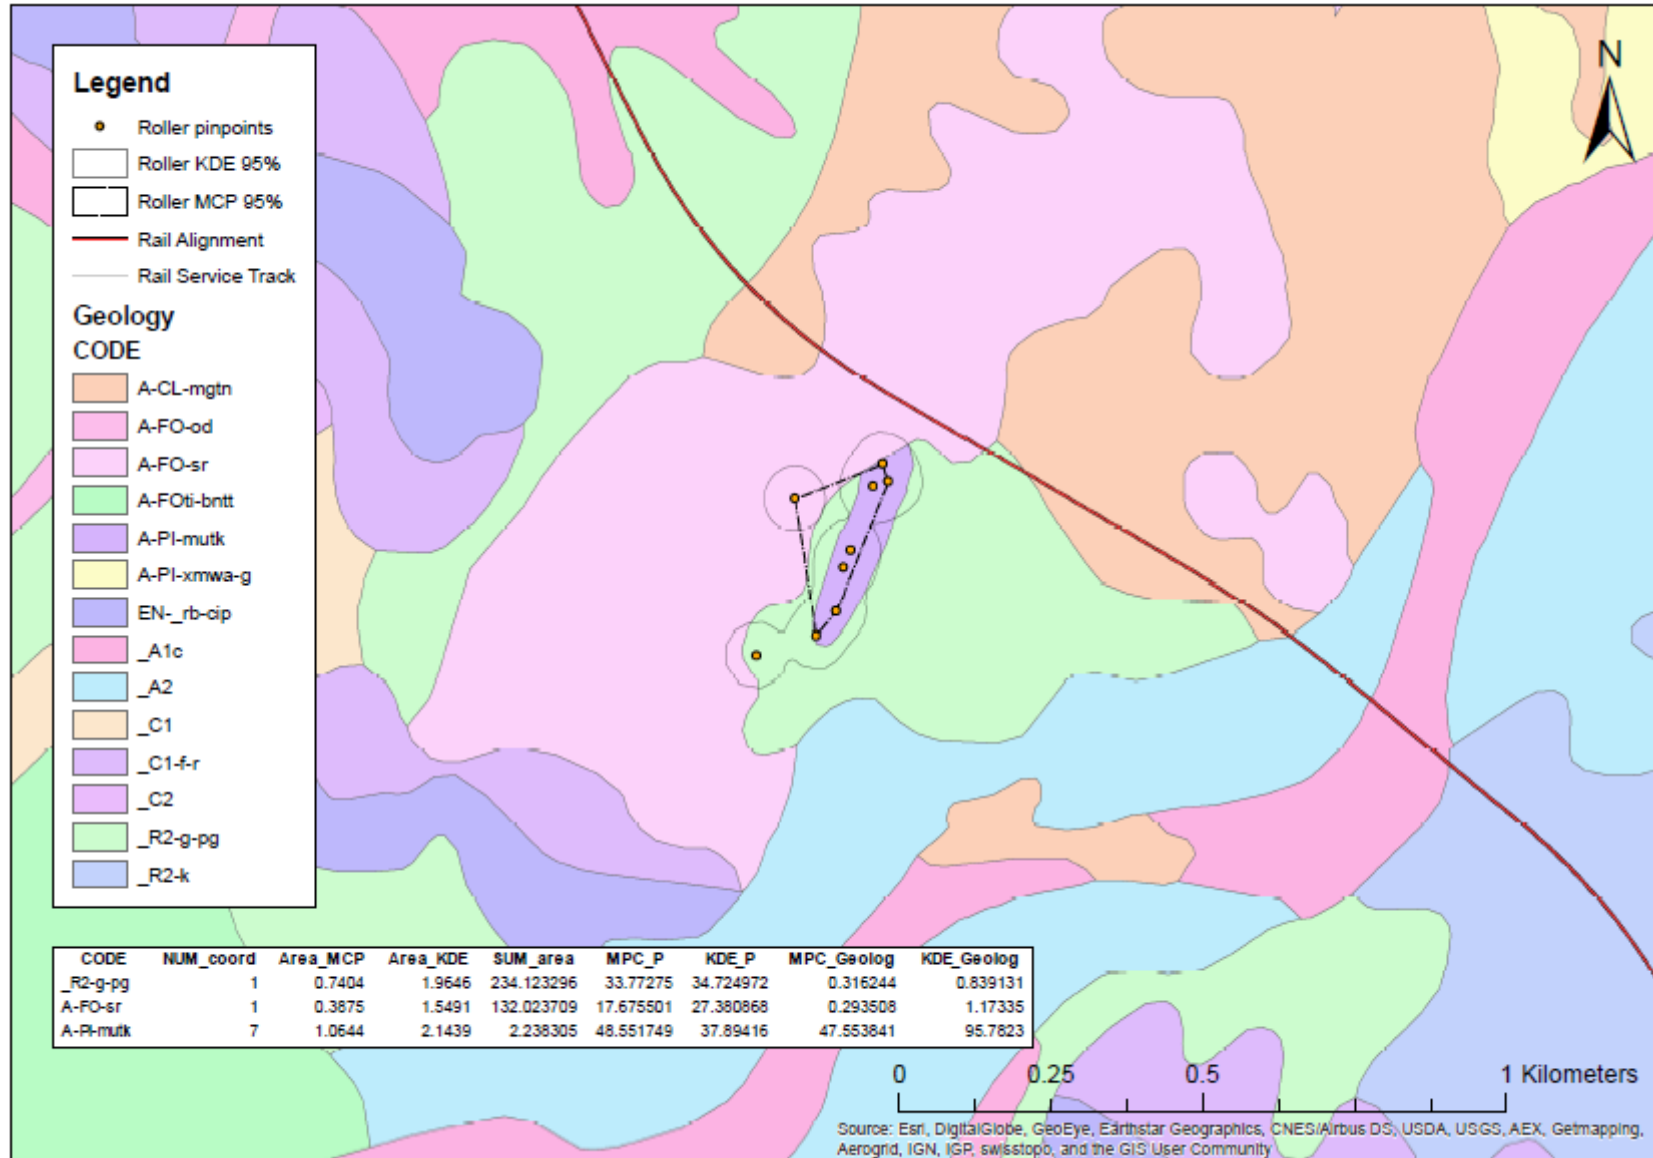 N
Legend
Roller pinpoints
Roller KDE 95%
Roller MCP 95%
Rail Alignment
Rail Service Track
Geology
CODE
A-CL-mgtn
A-FO-od
A-FO-sr
A-FOti-bntt
A-PI-mutk
A-PI-xmwa-g
EN-_rb-cip
_A1c
_A2
_C1
_C1-f-r
_C2
_R2-g-pg
_R2-k
CODE NUM_coord Area_MCP Area_KDE SUM_area MPC_P KDE_P MPC_Geolog KDE_Geolog
_R2-g-pg 1 0.7404 1.9646 234.123296 33.77275 34.724972 0.316244 0.839131
A-FO-sr 1 0.3875 1.5491 132.023709 17.675501 27.380868 0.293508 1.17335
A-PI-mutk 7 1.0644 2.1439 2.238305 48.551749 37.89416 47.553841 95.7823
0 0.25 0.5 1 Kilometers
Source: Esri, DigitalGlobe, GeoEye, Earthstar Geographics, CNES/Airbus DS, USDA, USGS, AEX, Getmapping,
Aerogrid, IGN, IGP, swisstopo, and the GIS User Community